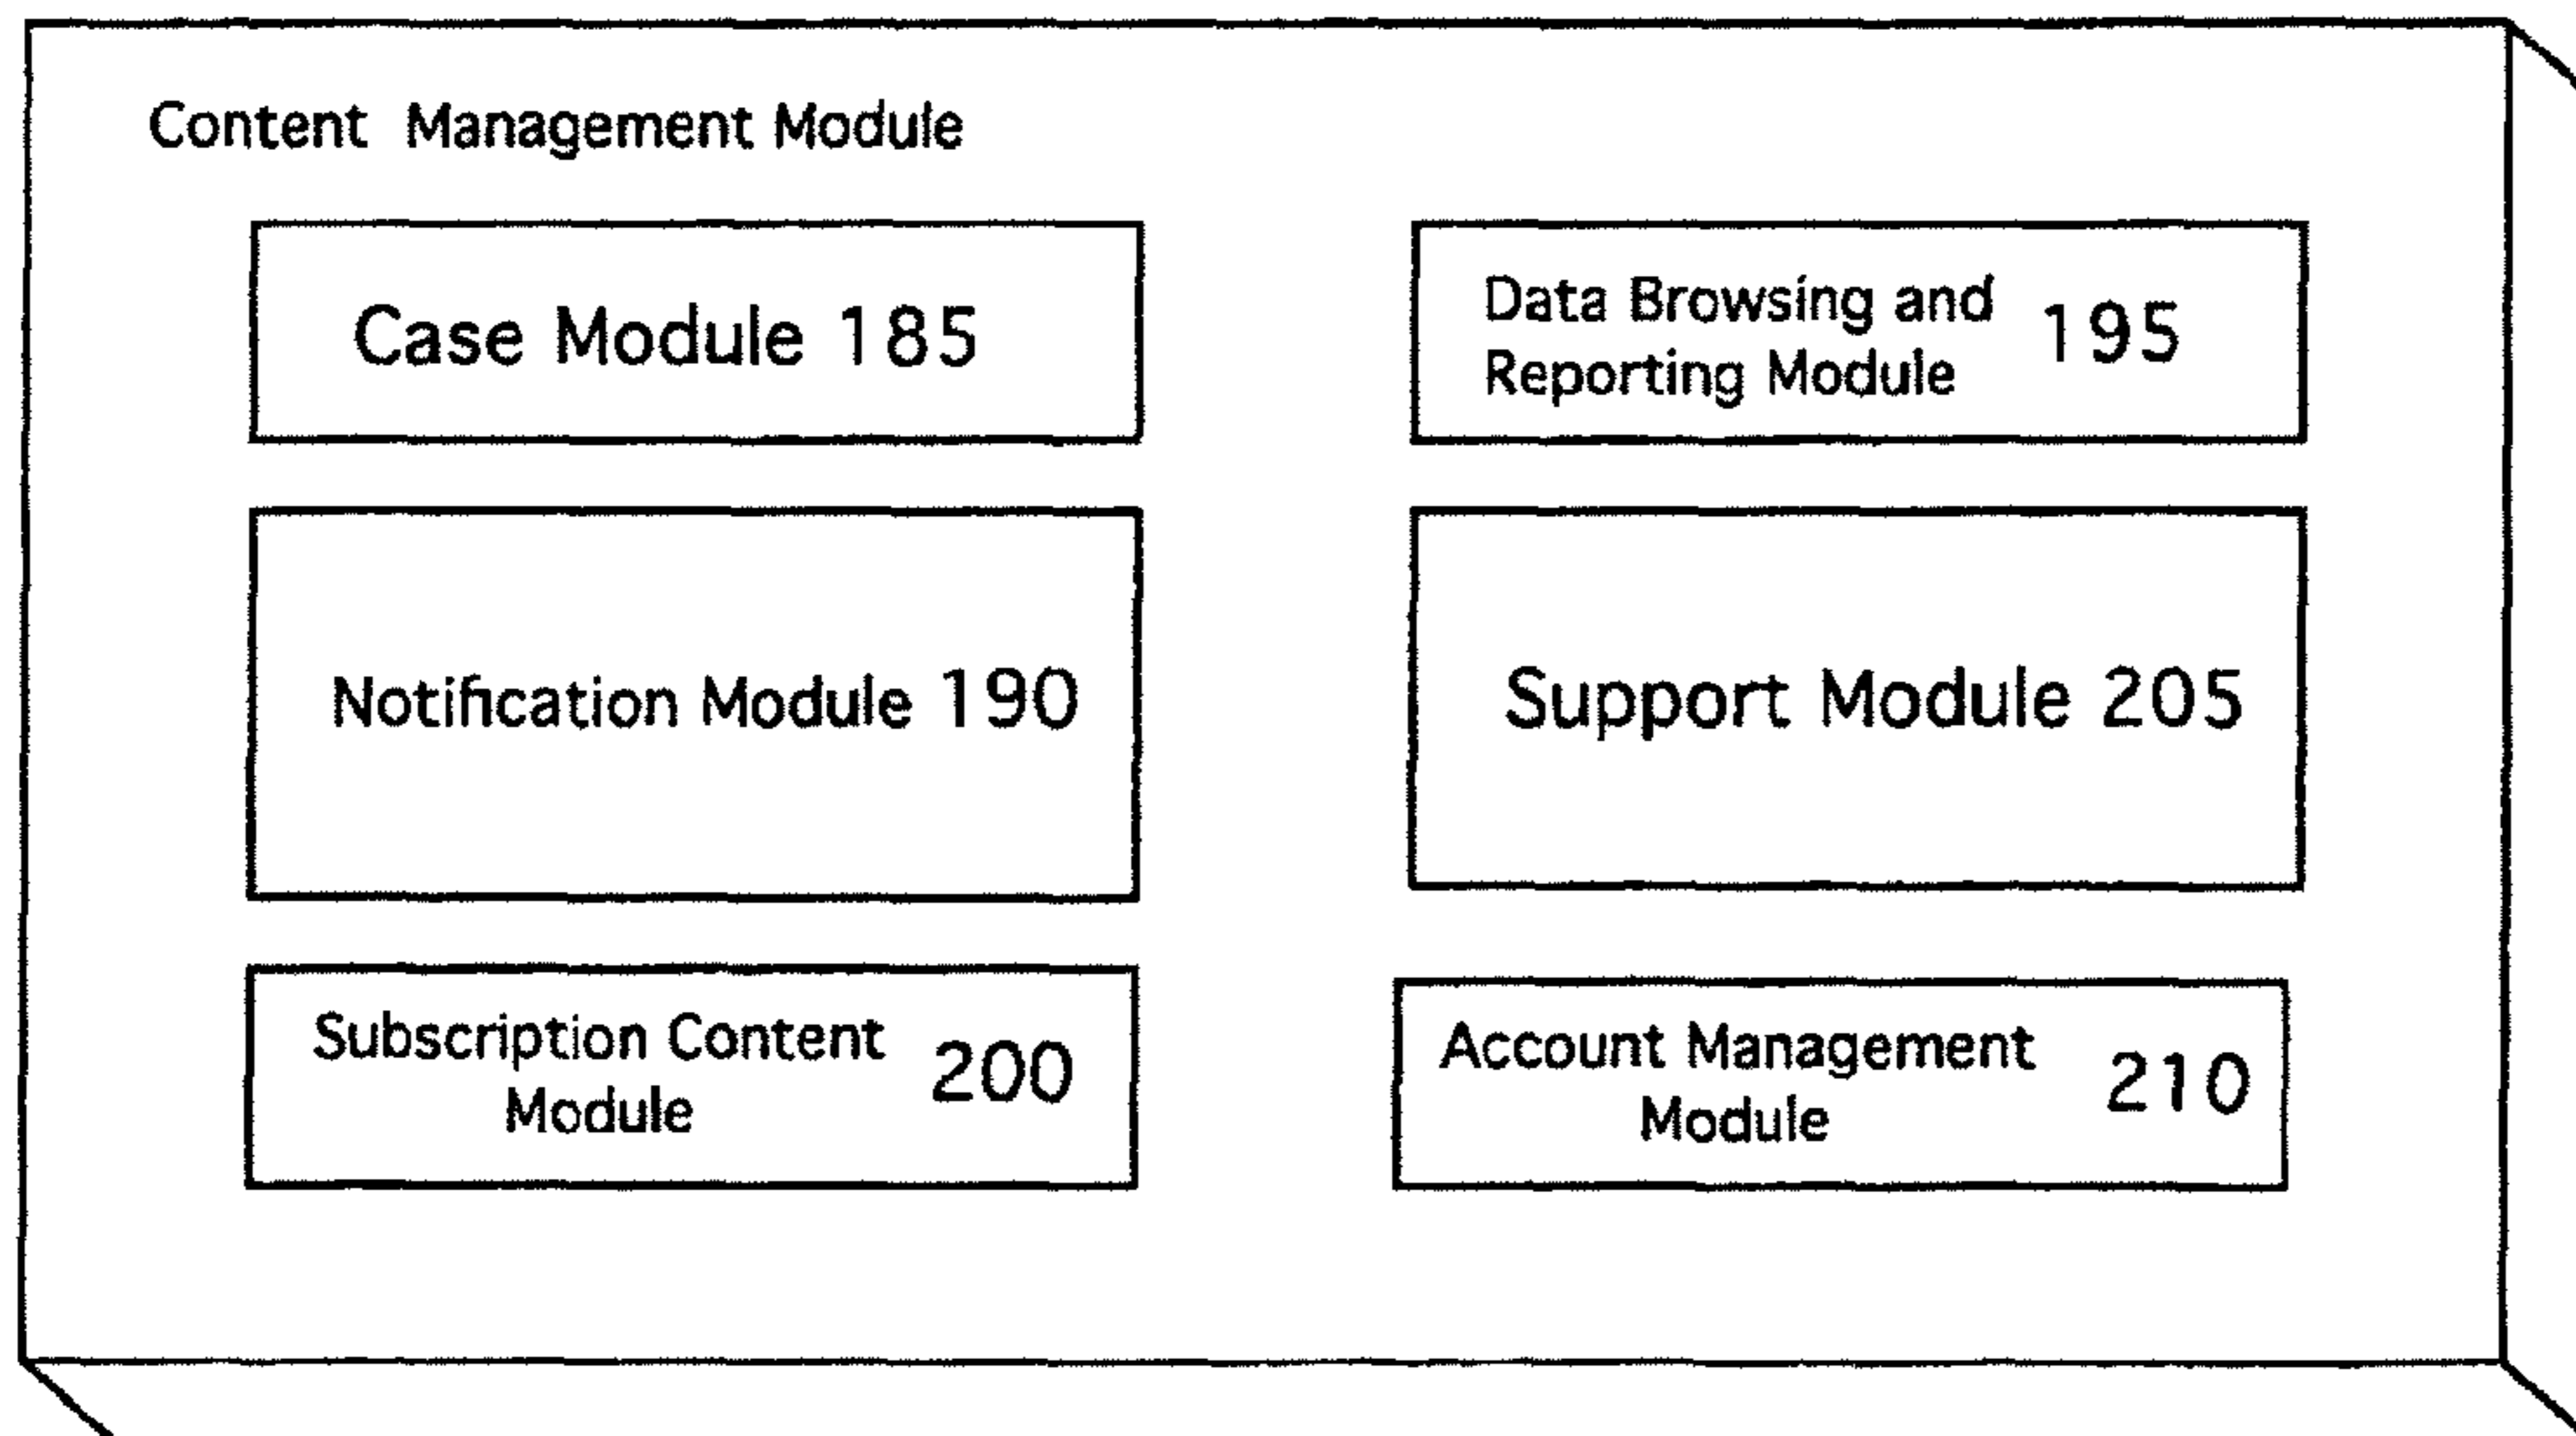 Content Management Module
Case Module 185
Data Browsing and
Reporting Module 195
Notification Module 190
Support Module 205
Subscription Content
Module 200
Account Management
Module 210